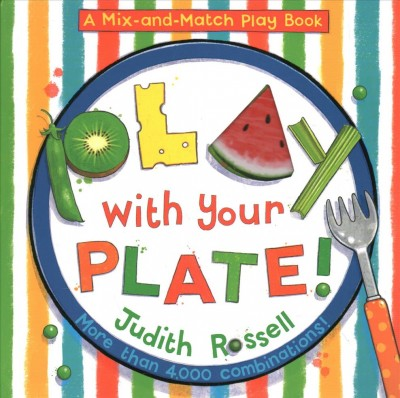 A Mix-and-Match Play Book
PLAY
with your
PLATE!
Judith Rossell
More than 4,000 combinations!